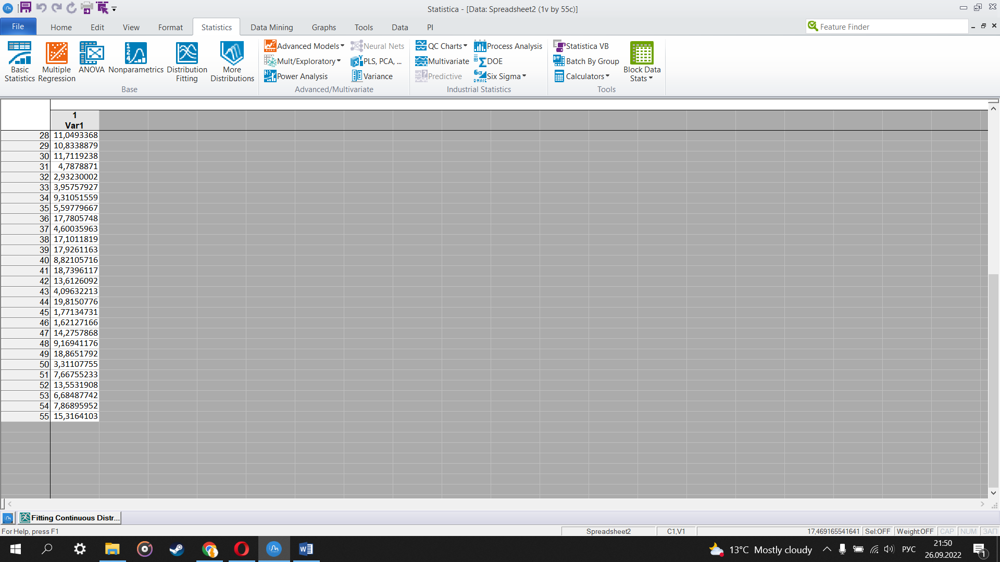 Statistica - [Data: Spreadsheet2 (1v by 55c)]
File Home Edit View Format Statistics Data Mining Graphs Tools Data PI Feature Finder
Basic Statistics
Multiple Regression
ANOVA
Nonparametrics
Distribution Fitting
More Distributions
Base
Advanced Models Neural Nets
Mult/Exploratory PLS, PCA, ...
Power Analysis Variance
Advanced/Multivariate
QC Charts Process Analysis
Multivariate DOE
Predictive Six Sigma
Industrial Statistics
Statistica VB
Batch By Group
Calculators
Block Data Stats
Tools
1
Var1
28 11,0493368
29 10,8338879
30 11,7119238
31 4,7878871
32 2,93230002
33 3,95757927
34 9,31051559
35 5,59779667
36 17,7805748
37 4,60035963
38 17,1011819
39 17,9261163
40 8,82105716
41 18,7396117
42 13,6126092
43 4,09632213
44 19,8150776
45 1,77134731
46 1,62127166
47 14,2757868
48 9,16941176
49 18,8651792
50 3,31107755
51 7,66755233
52 13,5531908
53 6,68487742
54 7,86895952
55 15,3164103
Fitting Continuous Distr...
For Help, press F1 Spreadsheet2 C1,V1 17,469165541641 Sel:OFF Weight:OFF CAP NUM ЗАП
13°C Mostly cloudy РУС 21:50
26.09.2022 1